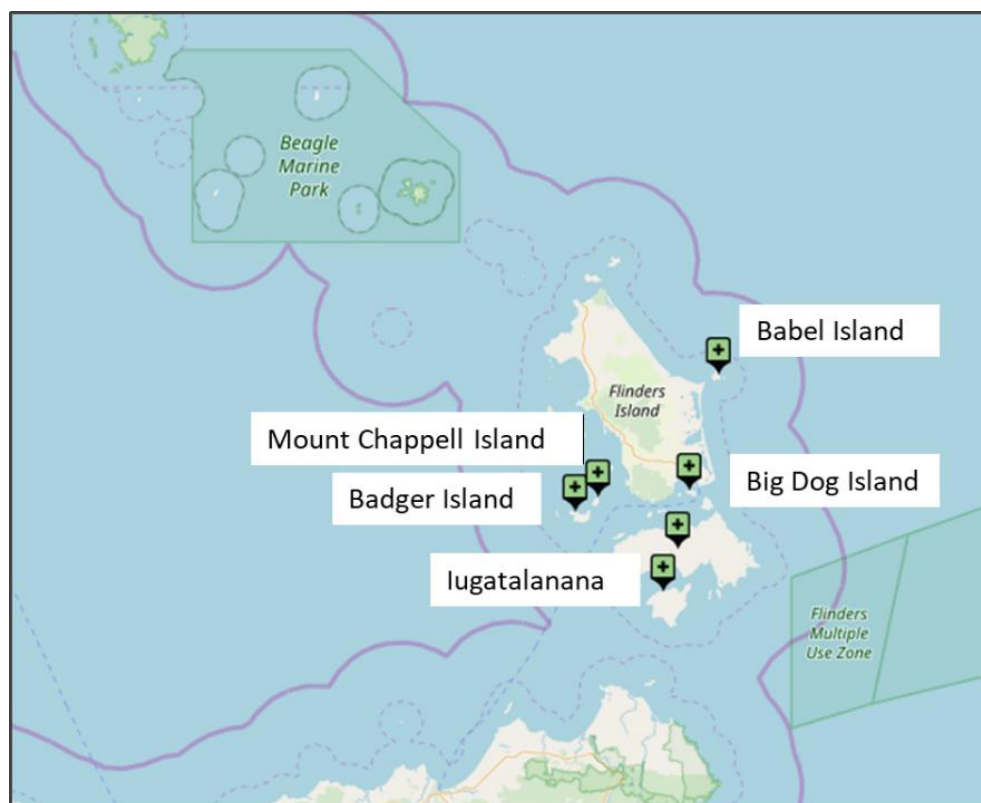 Beagle
Marine
Park
Babel Island
Flinders
Island
Mount Chappell Island
Big Dog Island
Badger Island
Iugatalanana
Flinders
Multiple
Use Zone